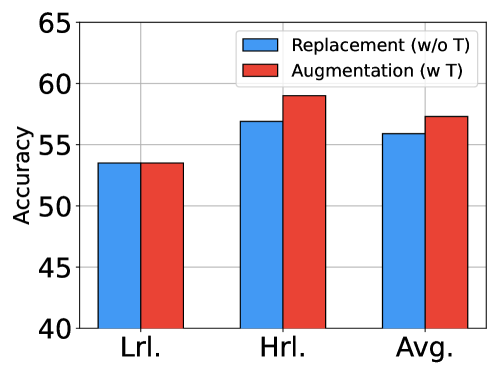 65
60
55
50
45
40
Accuracy
Replacement (w/o T)
Augmentation (w T)
Lrl.
Hrl.
Avg.